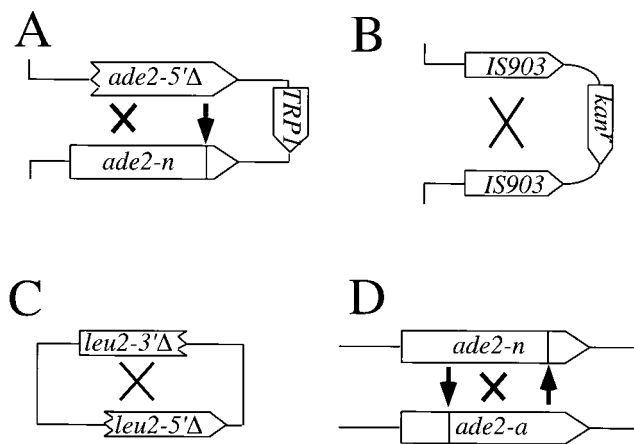 A
ade2-5'Δ
TRP1
ade2-n
B
IS903
kanʳ
IS903
C
leu2-3'Δ
leu2-5'Δ
D
ade2-n
ade2-a